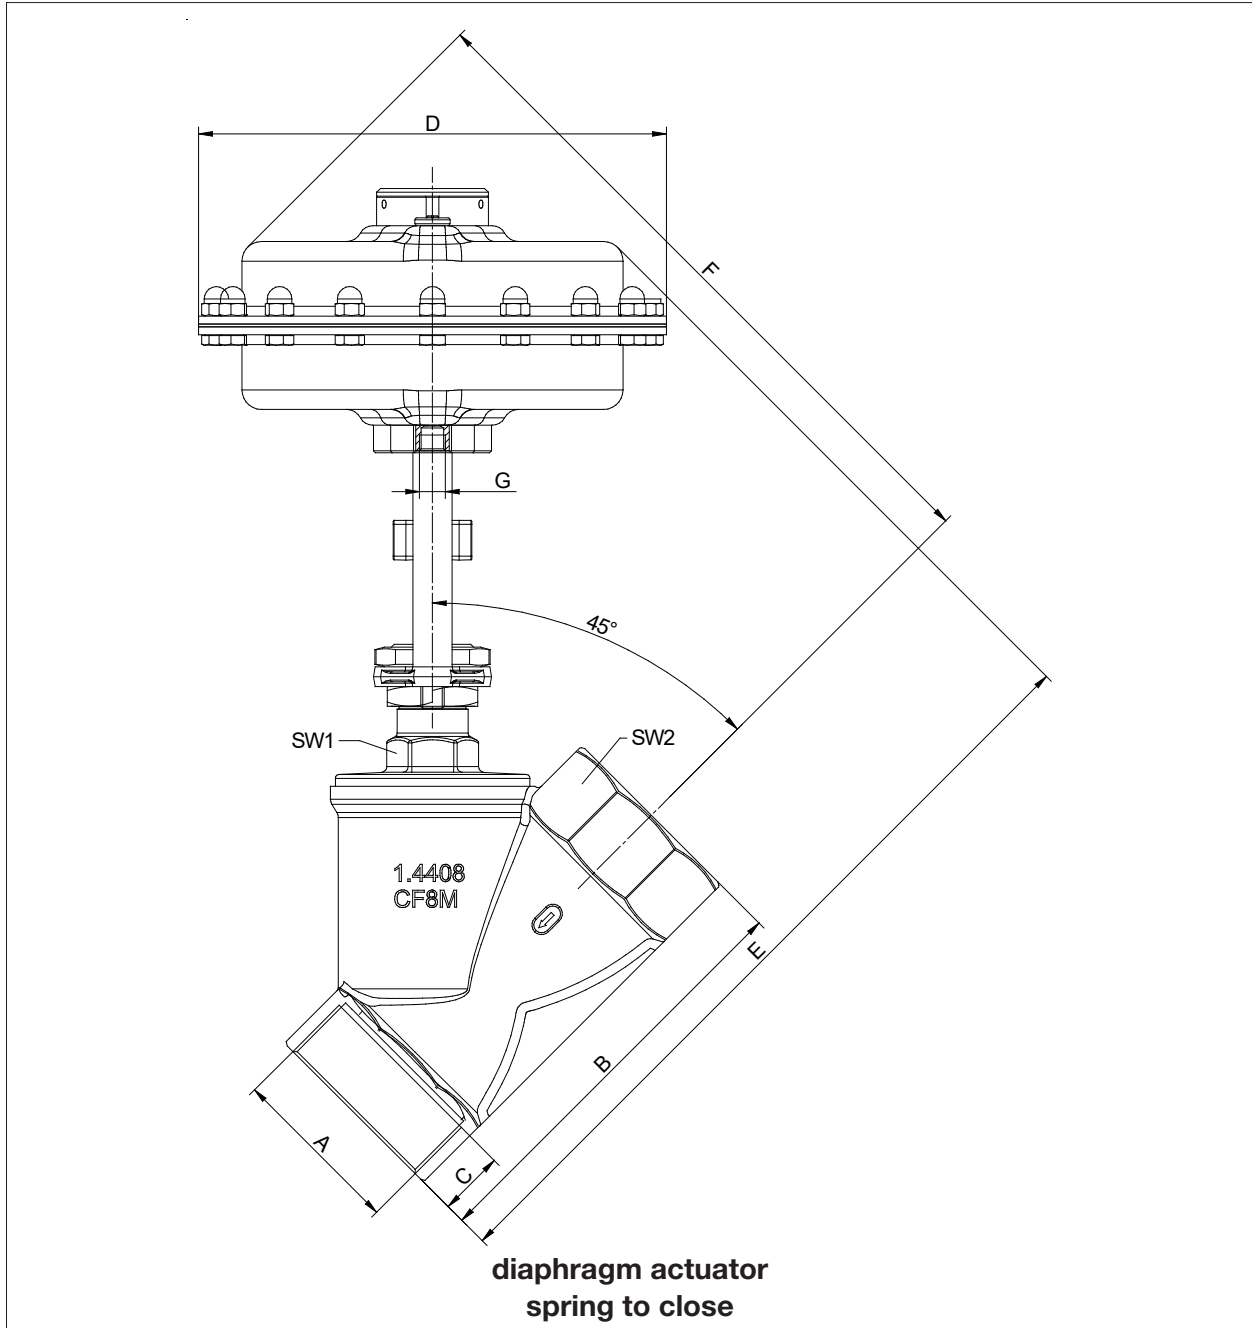 D
F
G
45°
SW1
SW2
1.4408
CF8M
E
B
A
C
diaphragm actuator
spring to close